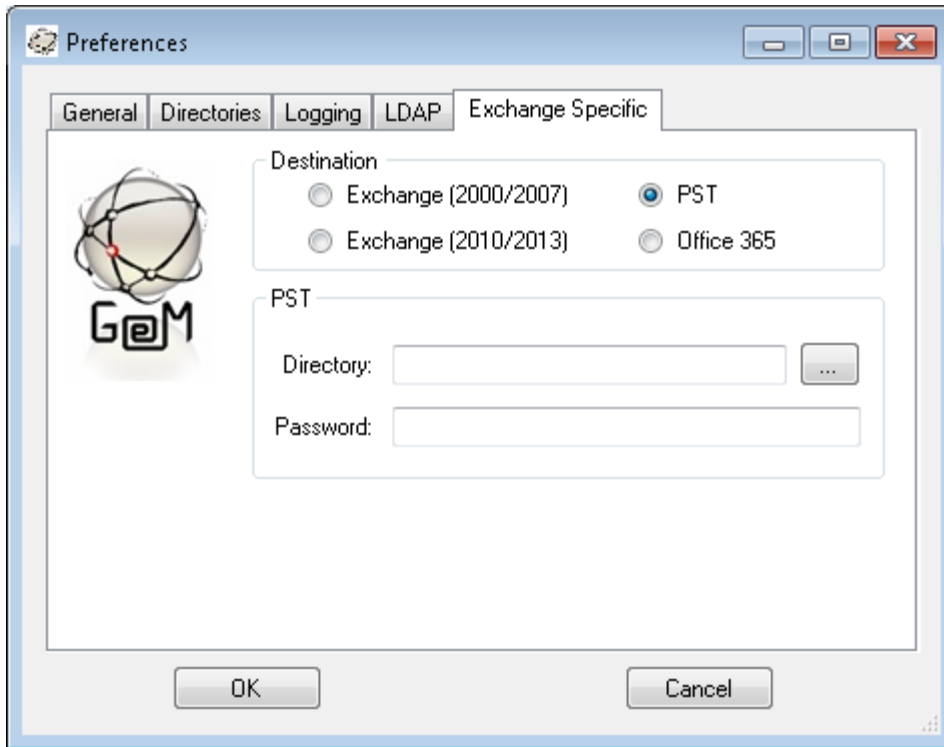 Preferences
General Directories Logging LDAP Exchange Specific
Destination
Exchange (2000/2007) PST
Exchange (2010/2013) Office 365
G@M
PST
Directory: ...
Password:
OK Cancel